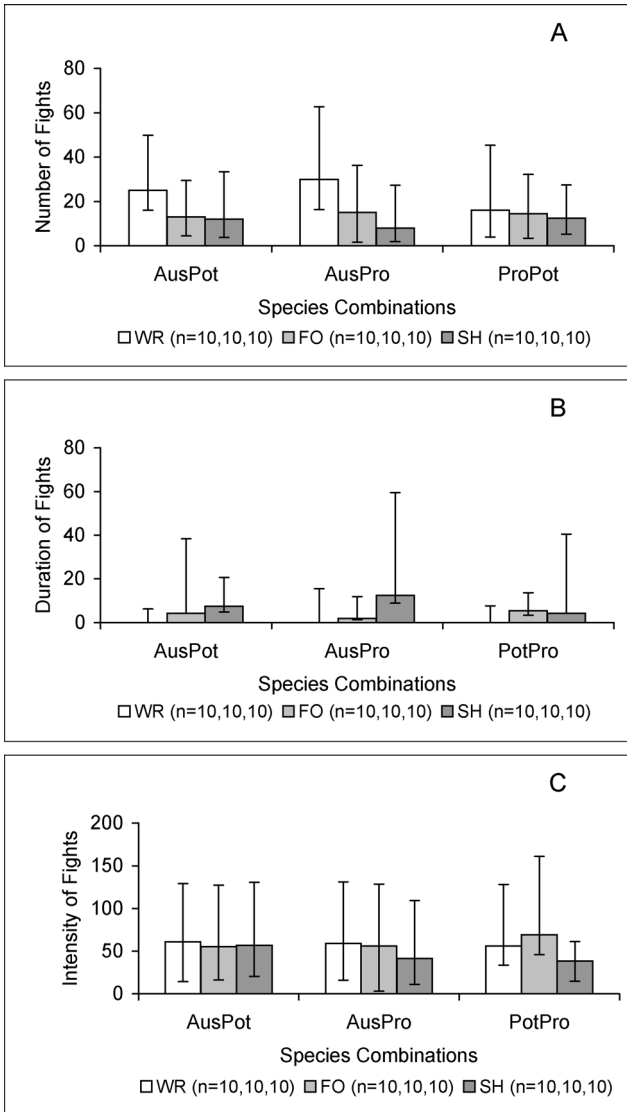 A
80
60
40
20
0
Number of Fights
AusPot AusPro ProPot
Species Combinations
WR (n=10,10,10) FO (n=10,10,10) SH (n=10,10,10)
B
80
60
40
20
0
Duration of Fights
AusPot AusPro PotPro
Species Combinations
WR (n=10,10,10) FO (n=10,10,10) SH (n=10,10,10)
C
200
150
100
50
0
Intensity of Fights
AusPot AusPro PotPro
Species Combinations
WR (n=10,10,10) FO (n=10,10,10) SH (n=10,10,10)